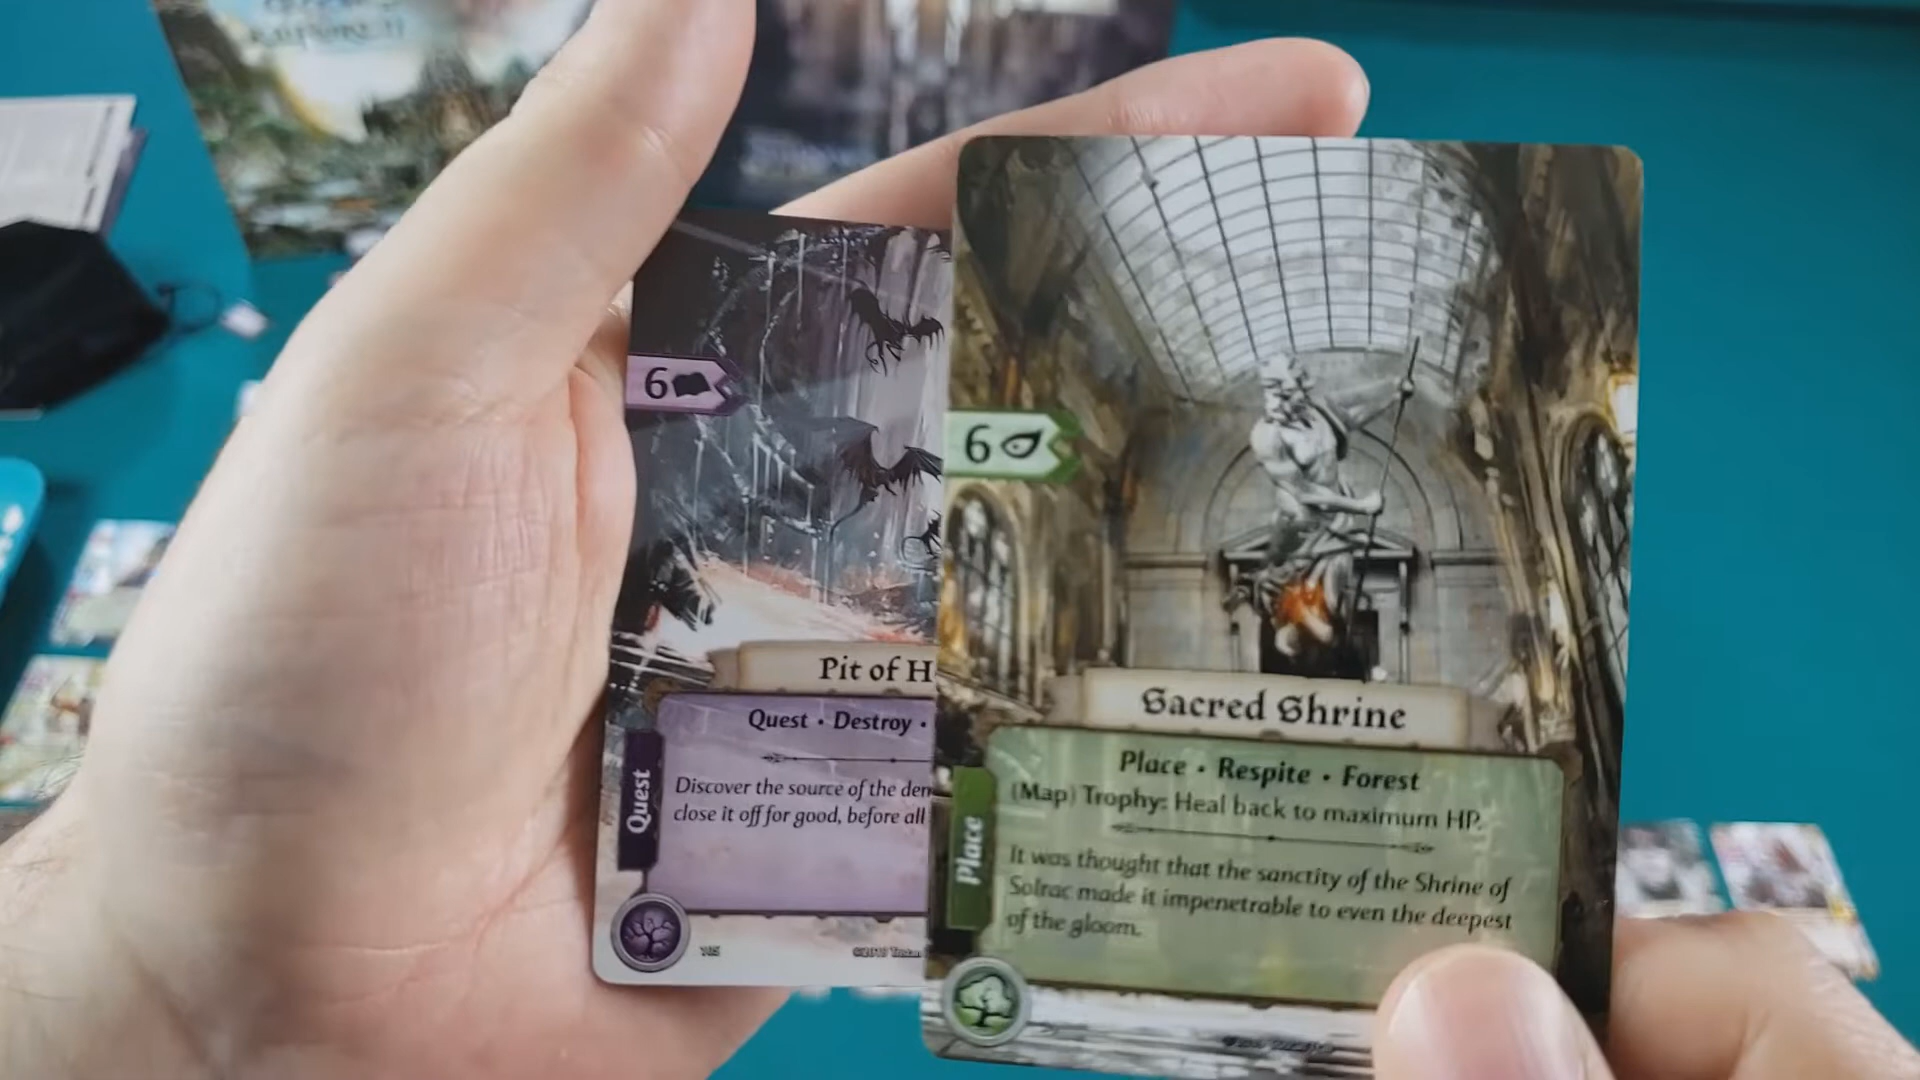 6
Pit of H
Quest • Destroy •
Quest
Discover the source of the den
close it off for good, before all
6
Sacred Shrine
Place • Respite • Forest
(Map) Trophy: Heal back to maximum HP.
Place
It was thought that the sanctity of the Shrine of
Solrac made it impenetrable to even the deepest
of the gloom.